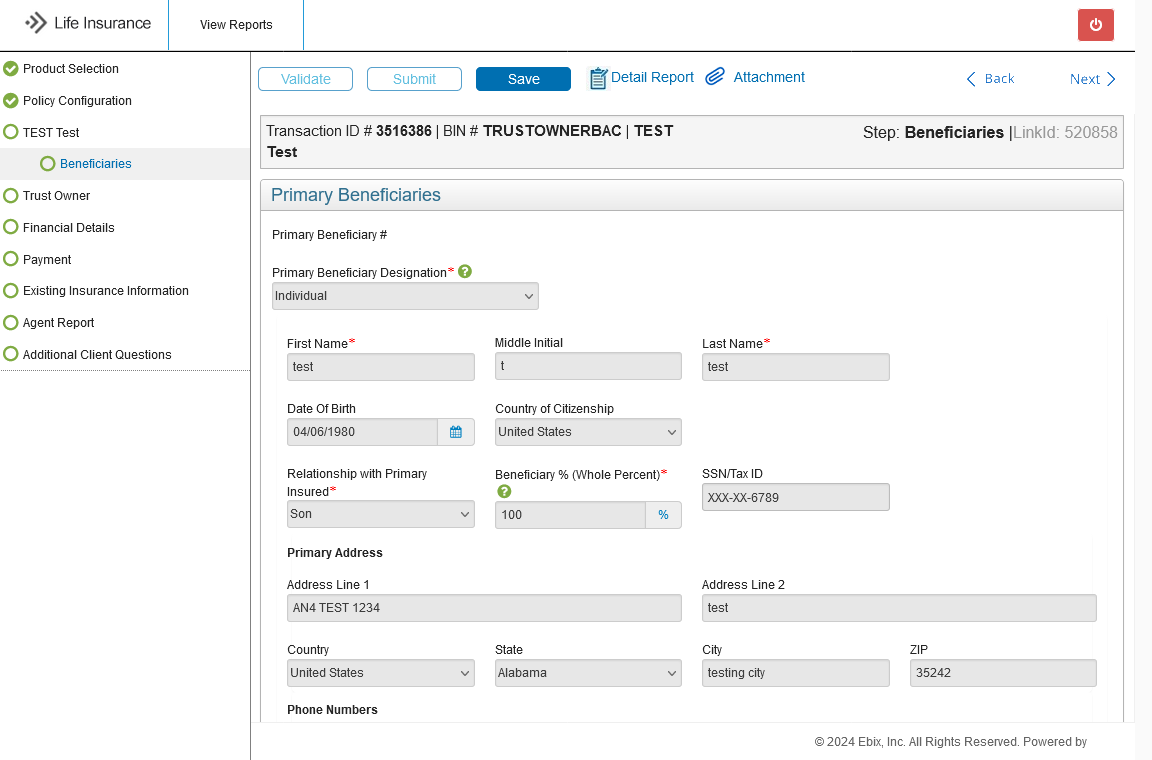 Life Insurance
View Reports
Product Selection
Policy Configuration
TEST Test
Beneficiaries
Trust Owner
Financial Details
Payment
Existing Insurance Information
Agent Report
Additional Client Questions
Validate Submit Save Detail Report Attachment Back Next
Transaction ID # 3516386 | BIN # TRUSTOWNERBAC | TEST
Test
Step: Beneficiaries |LinkId: 520858
Primary Beneficiaries
Primary Beneficiary #
Primary Beneficiary Designation* ?
Individual
First Name* Middle Initial Last Name*
test t test
Date Of Birth Country of Citizenship
04/06/1980 United States
Relationship with Primary
Insured*
Son
Beneficiary % (Whole Percent)*
?
100 %
SSN/Tax ID
XXX-XX-6789
Primary Address
Address Line 1 Address Line 2
AN4 TEST 1234 test
Country State City ZIP
United States Alabama testing city 35242
Phone Numbers
© 2024 Ebix, Inc. All Rights Reserved. Powered by